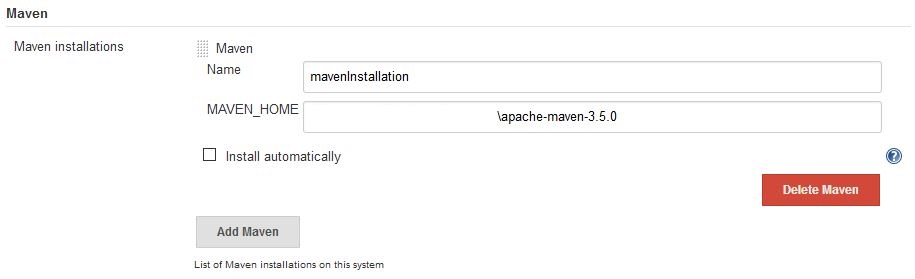 Maven
Maven installations
Maven
Name
mavenInstallation
MAVEN_HOME
\apache-maven-3.5.0
Install automatically
?
Delete Maven
Add Maven
List of Maven installations on this system